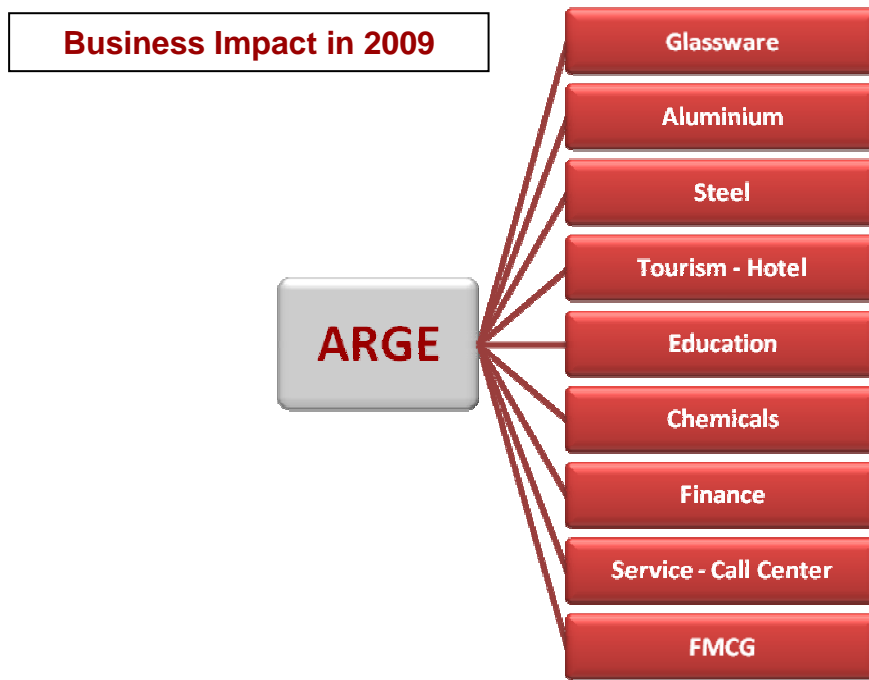 Business Impact in 2009
Glassware
Aluminium
Steel
Tourism - Hotel
ARGE
Education
Chemicals
Finance
Service - Call Center
FMCG